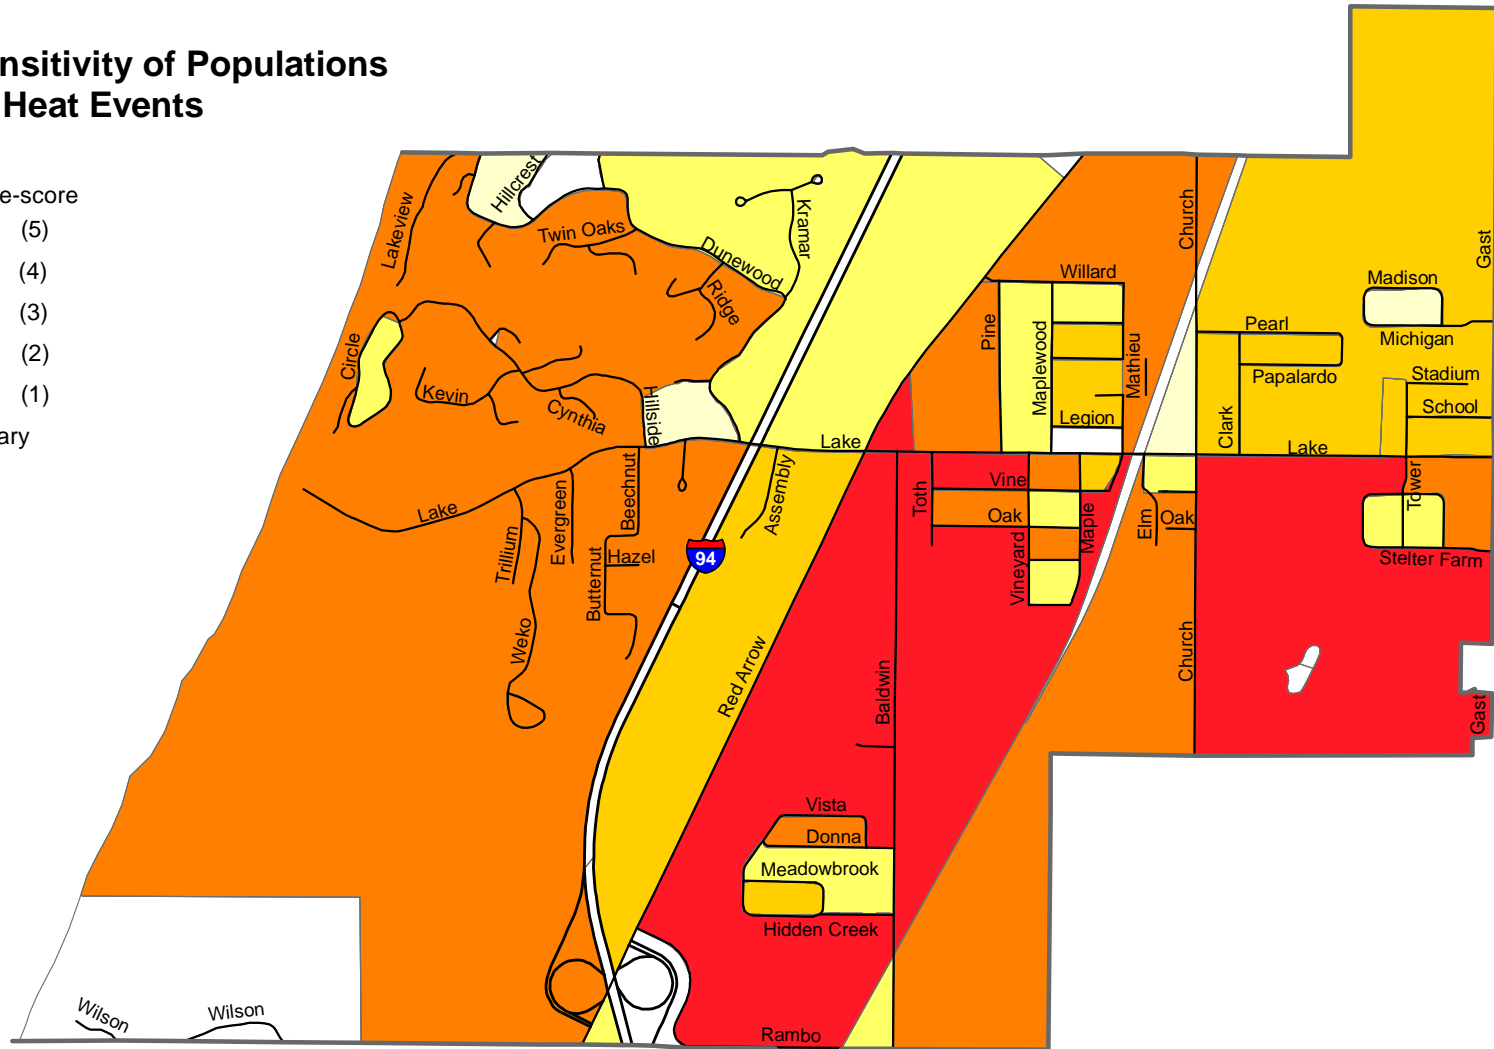 nsitivity of Populations
Heat Events
e-score
(5)
(4)
(3)
(2)
(1)
ary
Lakeview
Hillcrest
Twin Oaks
Dunewood
Kramar
Ridge
Circle
Kevin
Cynthia
Hillside
Lake
Lake
Trillium
Evergreen
Beechnut
Butternut
Hazel
Weko
Assembly
94
Red Arrow
Church
Willard
Pine
Maplewood
Mathieu
Legion
Gast
Madison
Michigan
Pearl
Papalardo
Clark
Stadium
School
Lake
Tower
Stelter Farm
Toth
Vine
Oak
Vineyard
Maple
Elm
Oak
Church
Baldwin
Gast
Vista
Donna
Meadowbrook
Hidden Creek
Rambo
Wilson
Wilson